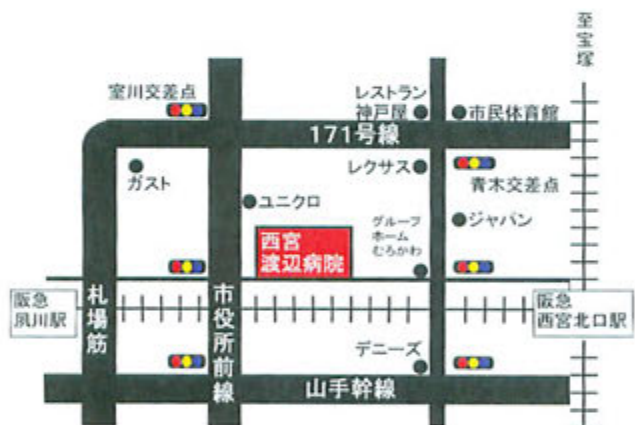 至宝塚
室川交差点
レストラン
神戸屋
市民体育館
171号線
ガスト
レクサス
青木交差点
ユニクロ
ジャパン
西宮
渡辺病院
グループ
ホーム
むろかわ
阪急
夙川駅
札場筋
市役所前線
阪急
西宮北口駅
デニーズ
山手幹線